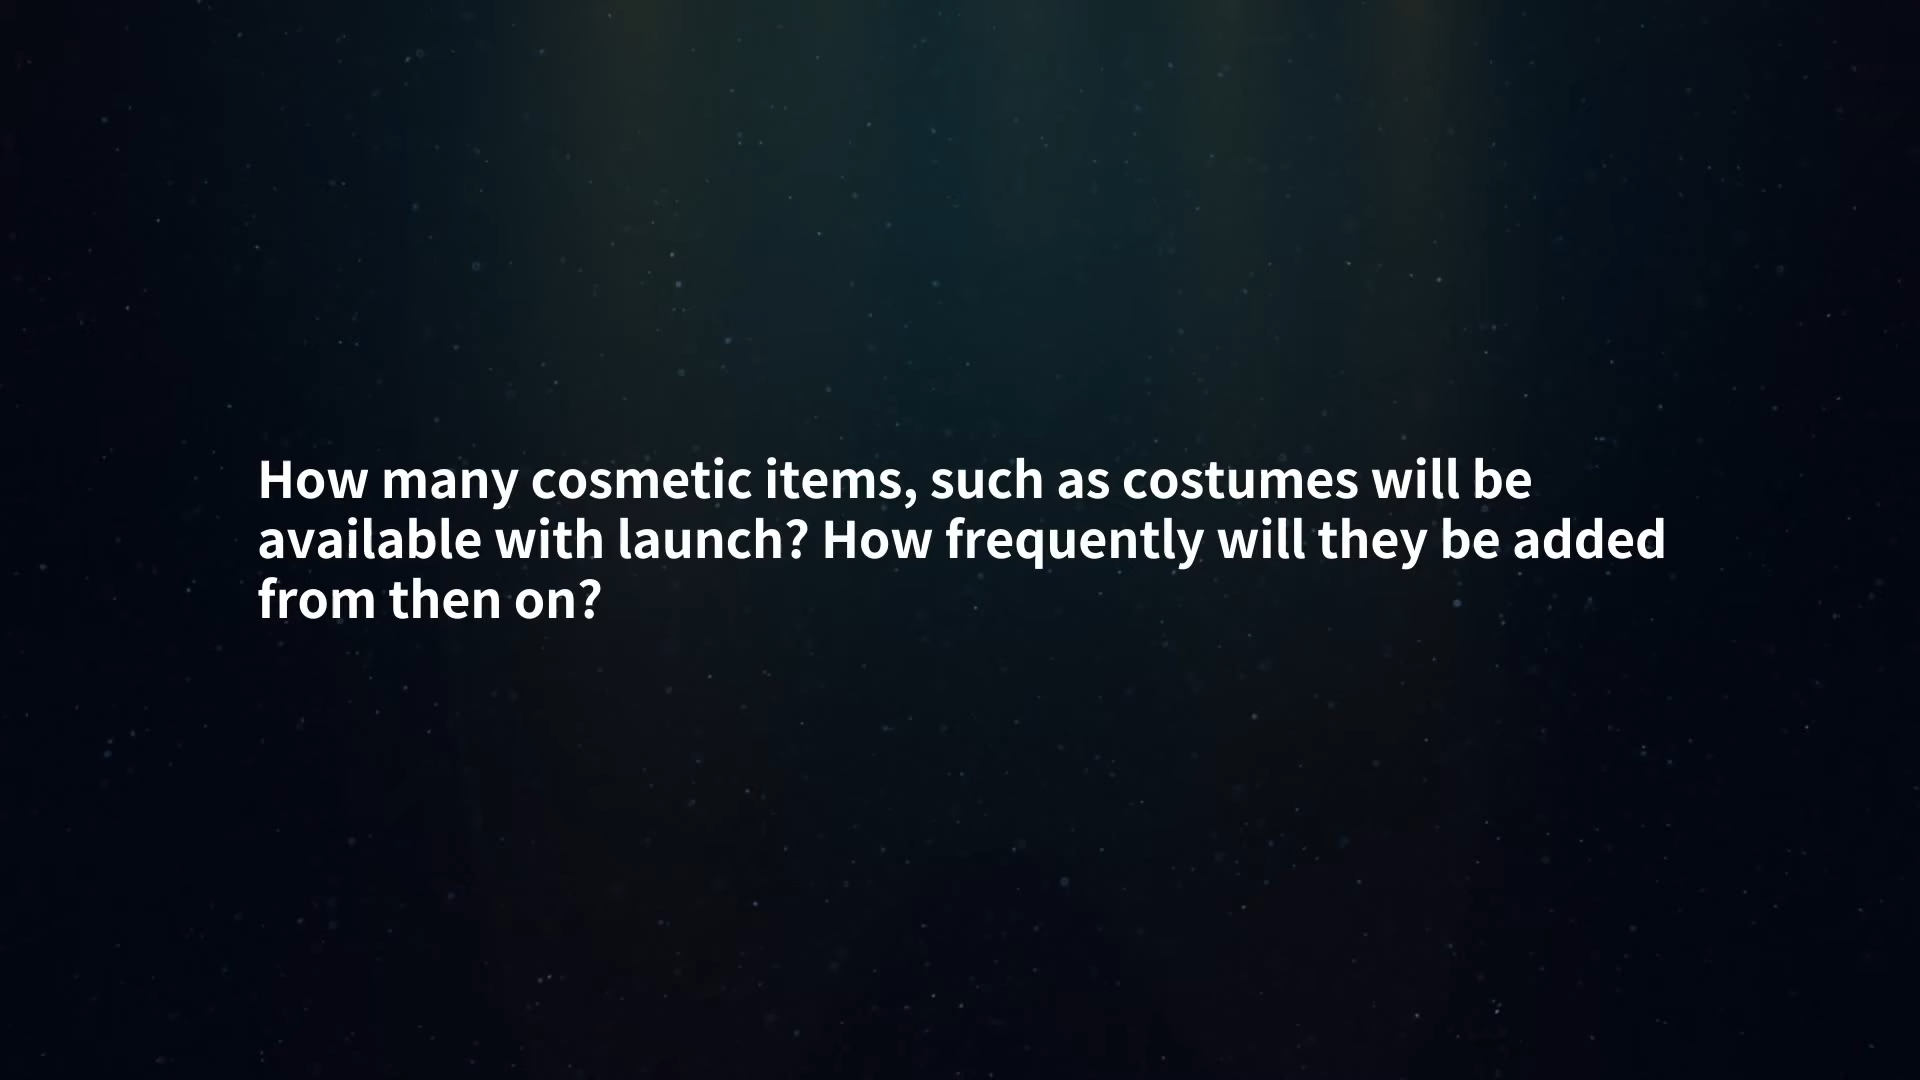 How many cosmetic items, such as costumes will be
available with launch? How frequently will they be added
from then on?